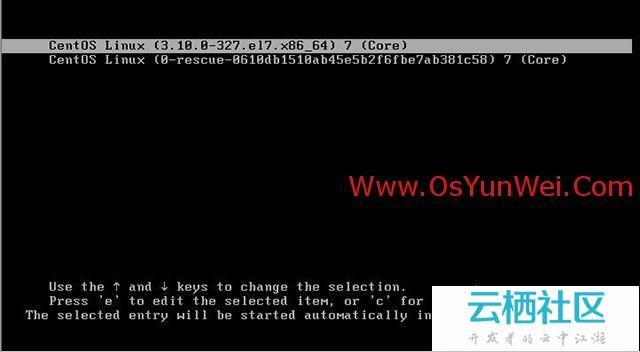 CentOS Linux (3.10.0-327.el7.x86_64) 7 (Core)
CentOS Linux (0-rescue-0610db1510ab45e5b2f6fbe7ab381c58) 7 (Core)
Www.OsYunWei.Com
Use the ↑ and ↓ keys to change the selection.
Press 'e' to edit the selected item, or 'c' for
The selected entry will be started automatically in
云栖社区
开发者的云中江湖